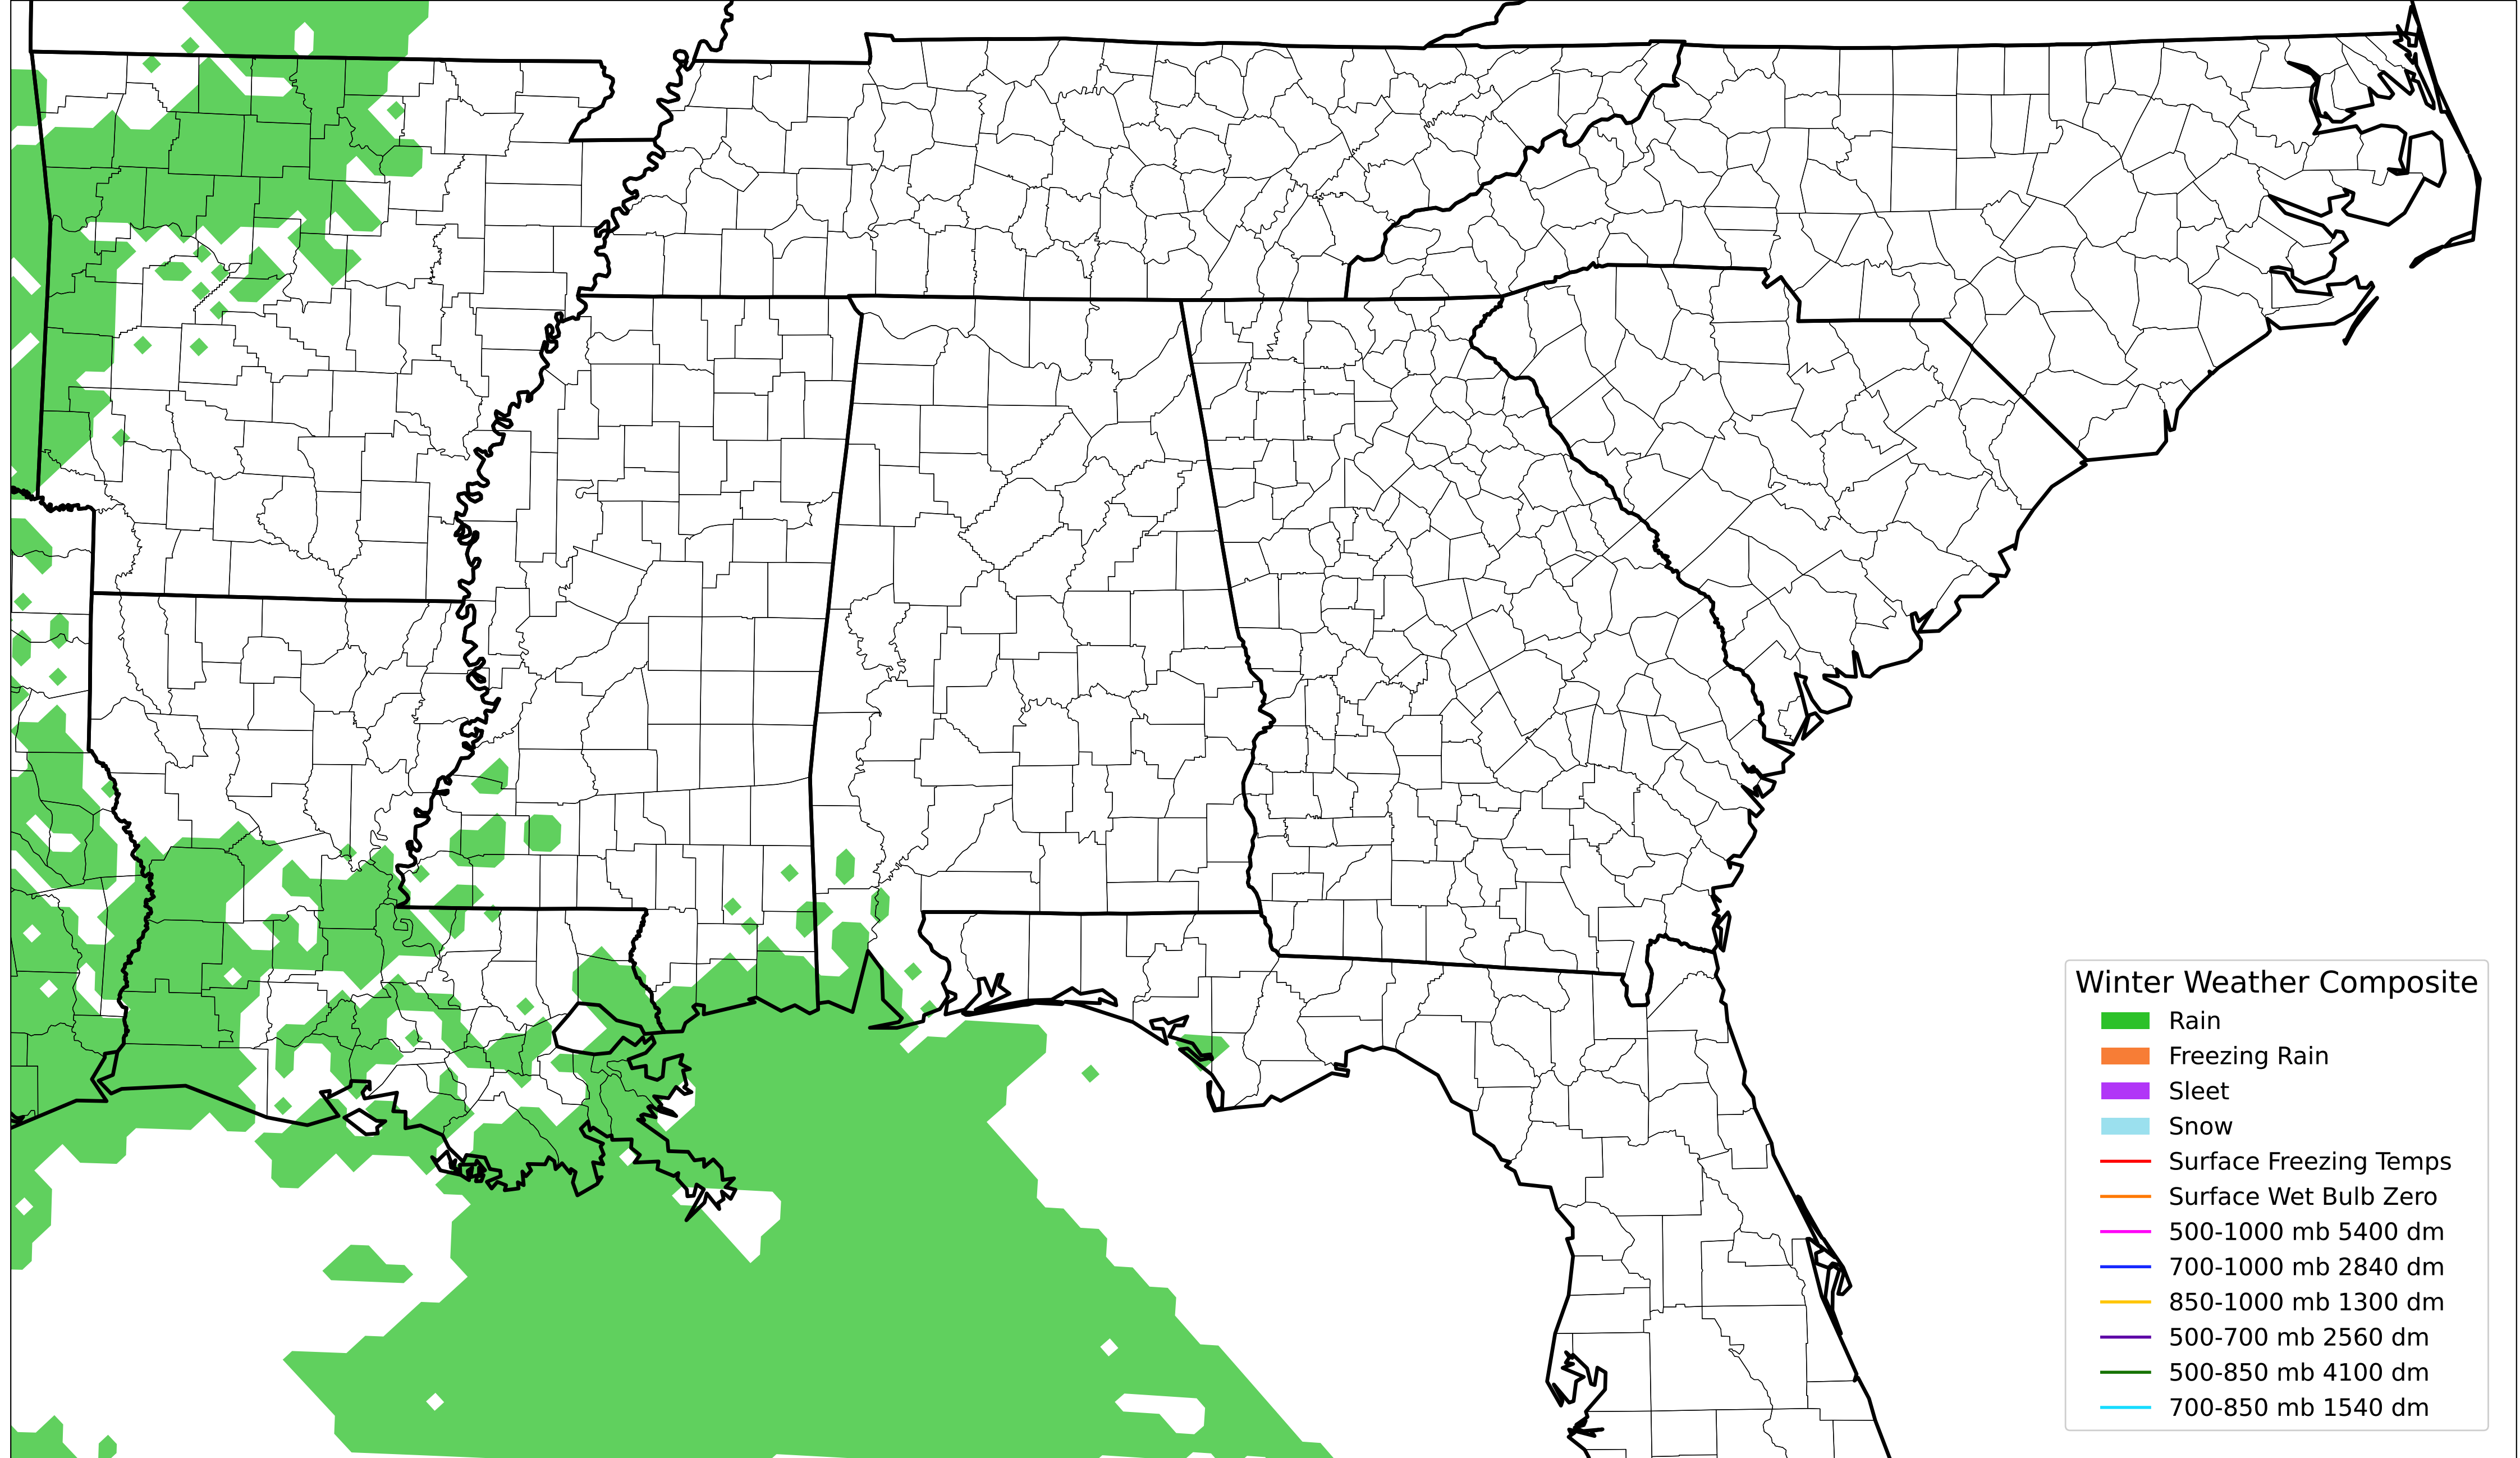 Winter Weather Composite
Rain
Freezing Rain
Sleet
Snow
Surface Freezing Temps
Surface Wet Bulb Zero
500-1000 mb 5400 dm
700-1000 mb 2840 dm
850-1000 mb 1300 dm
500-700 mb 2560 dm
500-850 mb 4100 dm
700-850 mb 1540 dm